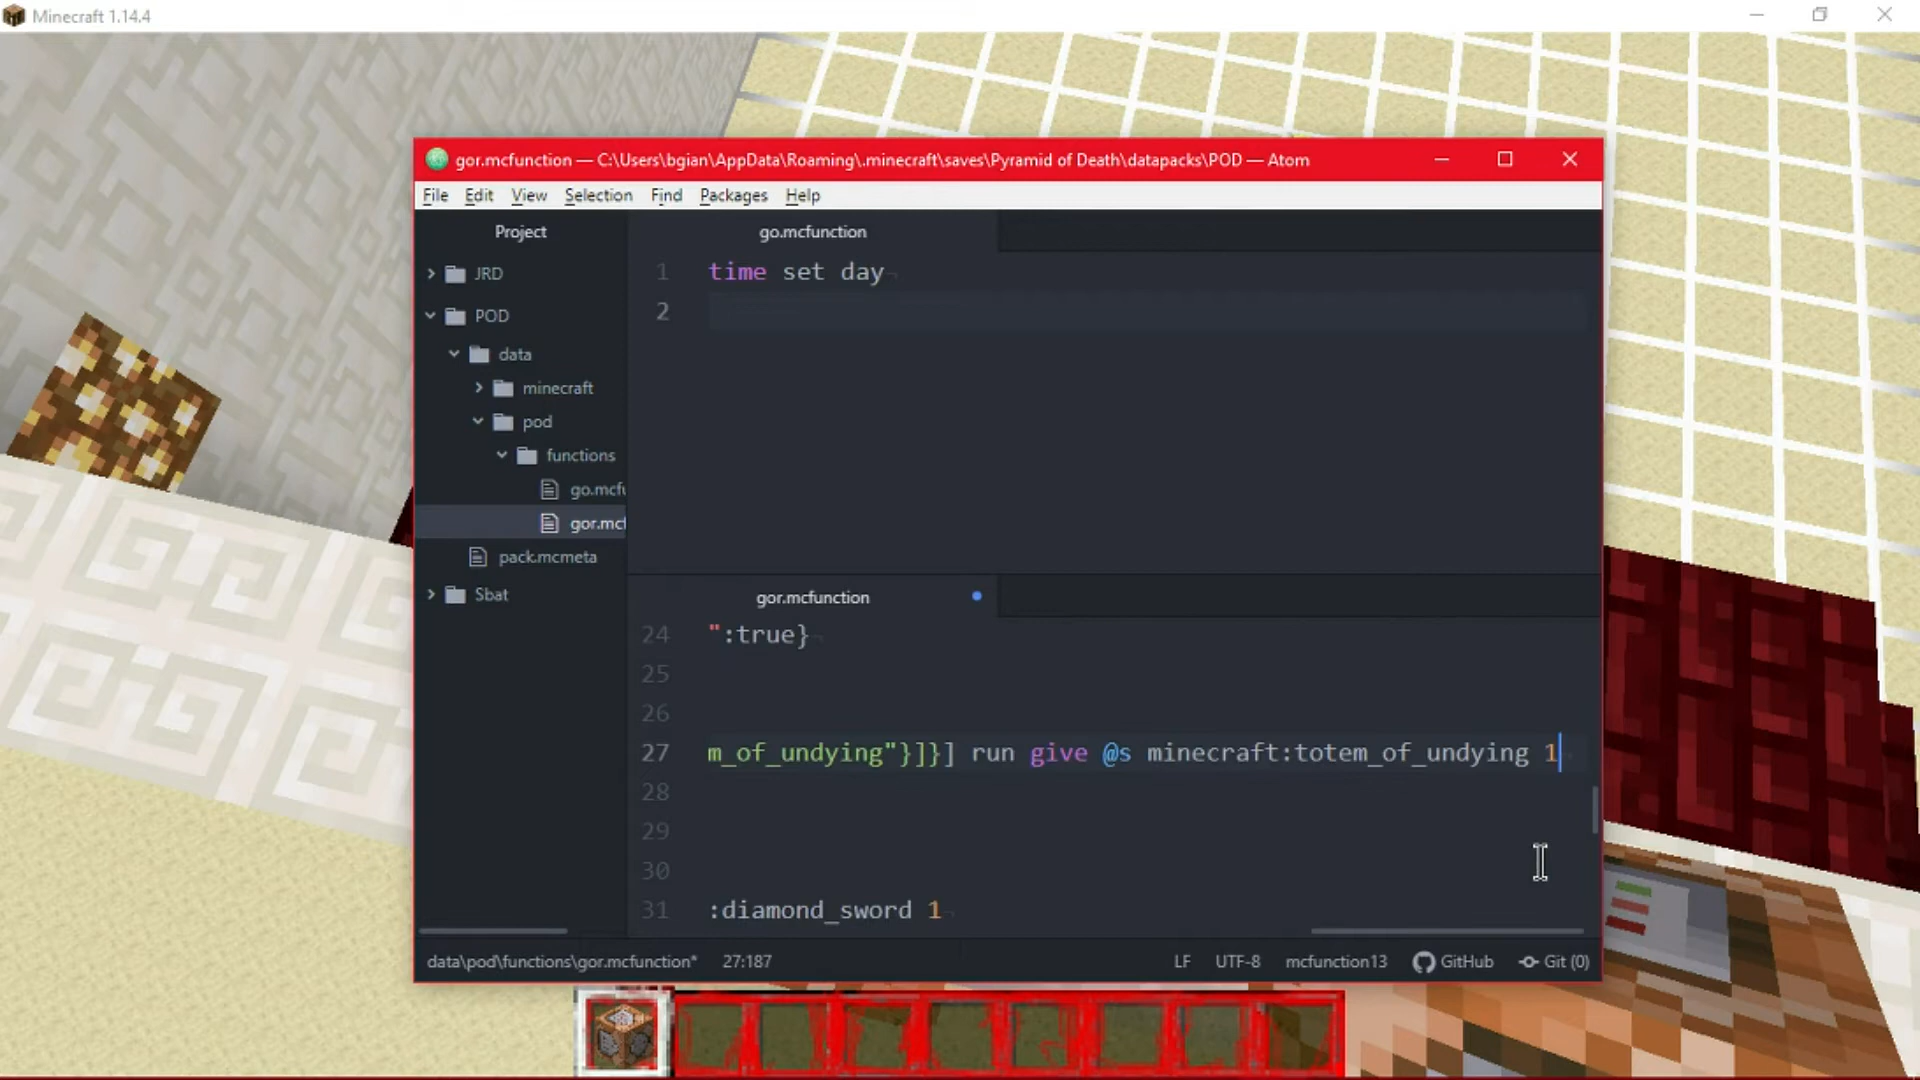 Minecraft 1.14.4
gor.mcfunction — C:\Users\bgian\AppData\Roaming\.minecraft\saves\Pyramid of Death\datapacks\POD — Atom
File Edit View Selection Find Packages Help
Project
JRD
POD
data
minecraft
pod
functions
go.mcfu
gor.mcf
pack.mcmeta
Sbat
go.mcfunction
1 time set day
2
gor.mcfunction
24 ":true}
25
26
27 m_of_undying"}]}] run give @s minecraft:totem_of_undying 1
28
29
30
31 :diamond_sword 1
data\pod\functions\gor.mcfunction* 27:187 LF UTF-8 mcfunction13 GitHub Git (0)